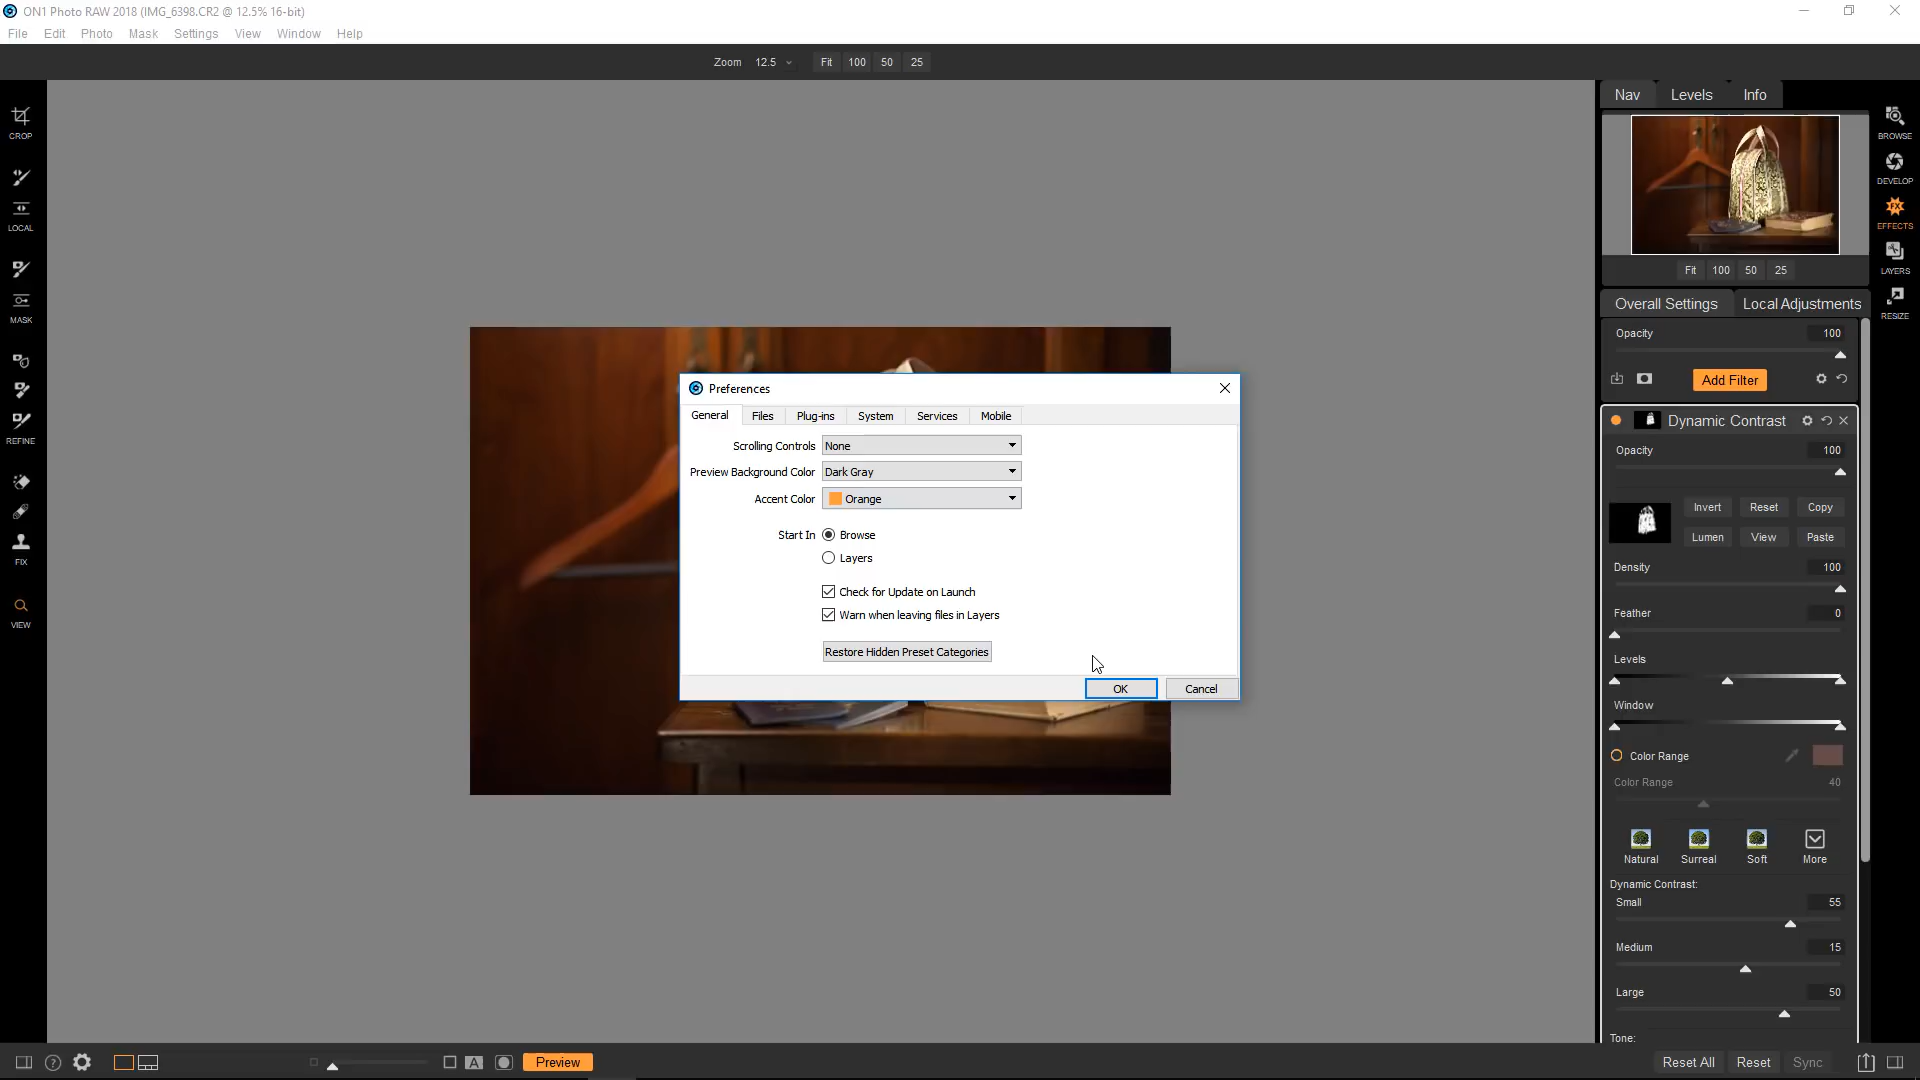 ON1 Photo RAW 2018 (IMG_6398.CR2 @ 12.5% 16-bit)
File Edit Photo Mask Settings View Window Help
Zoom 12.5 Fit 100 50 25
Nav Levels Info
CROP
LOCAL
MASK
REFINE
FIX
VIEW
BROWSE
DEVELOP
FX
EFFECTS
LAYERS
RESIZE
Fit 100 50 25
Overall Settings Local Adjustments
Opacity 100
Add Filter
Dynamic Contrast
Opacity 100
Invert Reset Copy
Lumen View Paste
Density 100
Feather 0
Levels
Window
Color Range
Color Range 40
Natural Surreal Soft More
Dynamic Contrast:
Small 55
Medium 15
Large 50
Tone:
Preferences
General Files Plug-ins System Services Mobile
Scrolling Controls None
Preview Background Color Dark Gray
Accent Color Orange
Start In Browse
Layers
Check for Update on Launch
Warn when leaving files in Layers
Restore Hidden Preset Categories
OK Cancel
? A Preview
Reset All Reset Sync